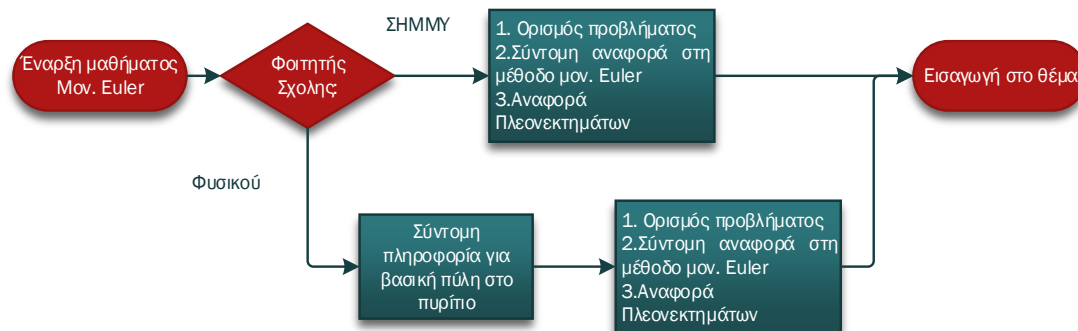 ΣΗΜΜΥ
Έναρξη μαθήματος
Μον. Euler
Φοιτητής
Σχολης;
1. Ορισμός προβλήματος
2.Σύντομη αναφορά στη
μέθοδο μον. Euler
3.Αναφορά
Πλεονεκτημάτων
Εισαγωγή στο θέμα
Φυσικού
Σύντομη
πληροφορία για
βασική πύλη στο
πυρίτιο
1. Ορισμός προβλήματος
2.Σύντομη αναφορά στη
μέθοδο μον. Euler
3.Αναφορά
Πλεονεκτημάτων